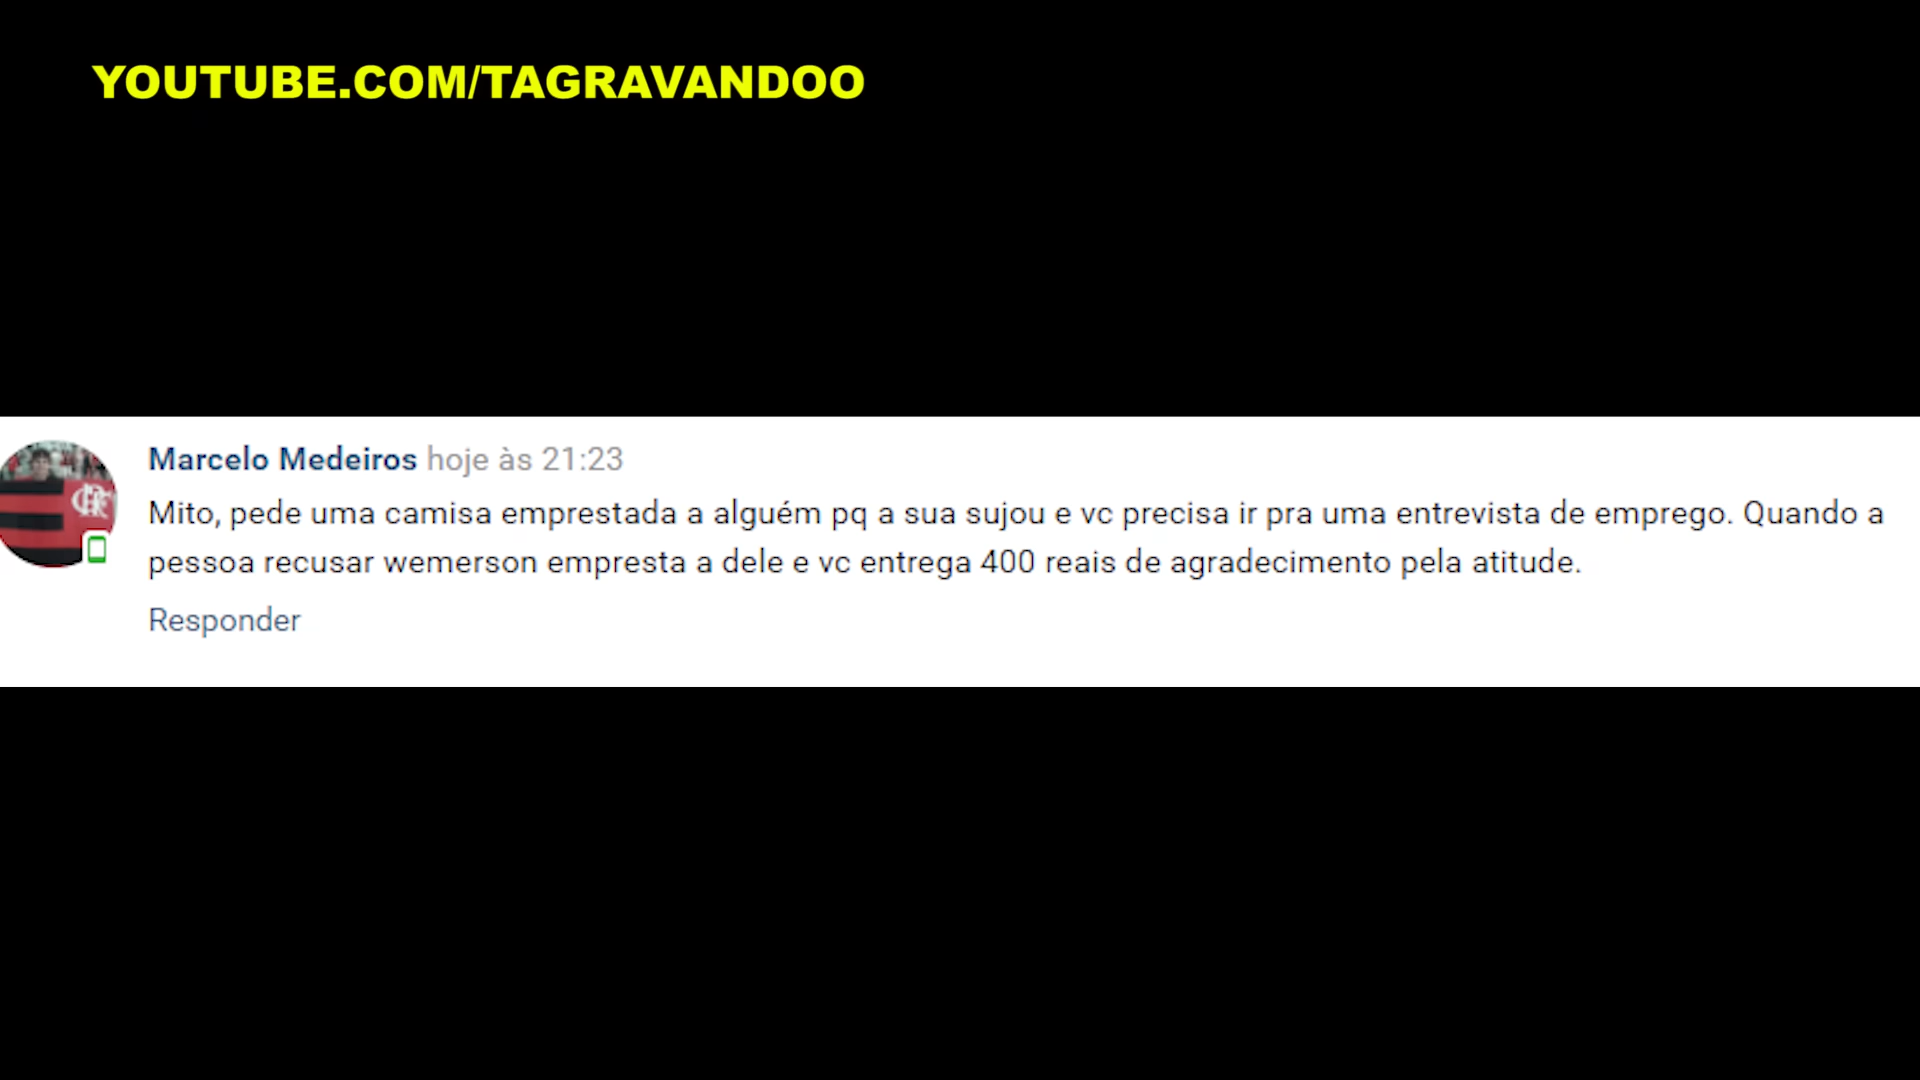 YOUTUBE.COM/TAGRAVANDOO
Marcelo Medeiros hoje às 21:23
Mito, pede uma camisa emprestada a alguém pq a sua sujou e vc precisa ir pra uma entrevista de emprego. Quando a
pessoa recusar wemerson empresta a dele e vc entrega 400 reais de agradecimento pela atitude.
Responder